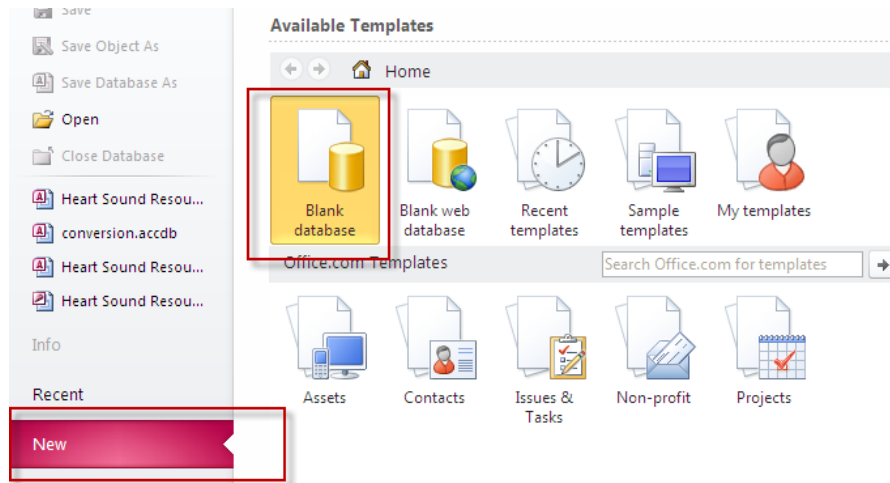 Save
Save Object As
Save Database As
Open
Close Database
Heart Sound Resou...
conversion.accdb
Heart Sound Resou...
Heart Sound Resou...
Info
Recent
New
Available Templates
Home
Blank
database
Blank web
database
Recent
templates
Sample
templates
My templates
Office.com Templates
Search Office.com for templates
Assets
Contacts
Issues &
Tasks
Non-profit
Projects